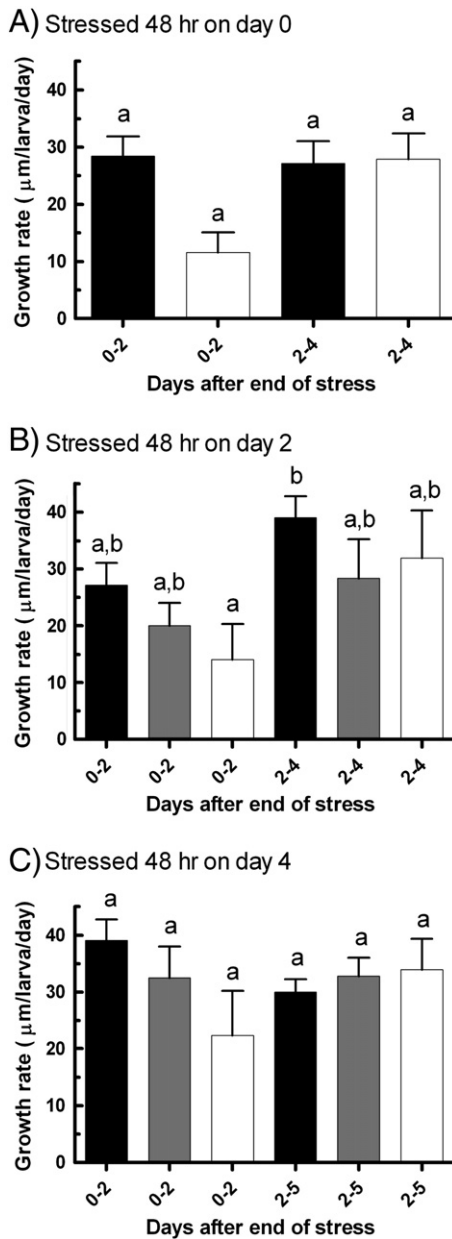 A) Stressed 48 hr on day 0
Growth rate ( μm/larva/day)
40
30
20
10
0
a
a
a
a
0-2
0-2
2-4
2-4
Days after end of stress
B) Stressed 48 hr on day 2
Growth rate ( μm/larva/day)
40
30
20
10
0
a,b
a,b
a
b
a,b
a,b
0-2
0-2
0-2
2-4
2-4
2-4
Days after end of stress
C) Stressed 48 hr on day 4
Growth rate ( μm/larva/day)
40
30
20
10
0
a
a
a
a
a
a
0-2
0-2
0-2
2-5
2-5
2-5
Days after end of stress